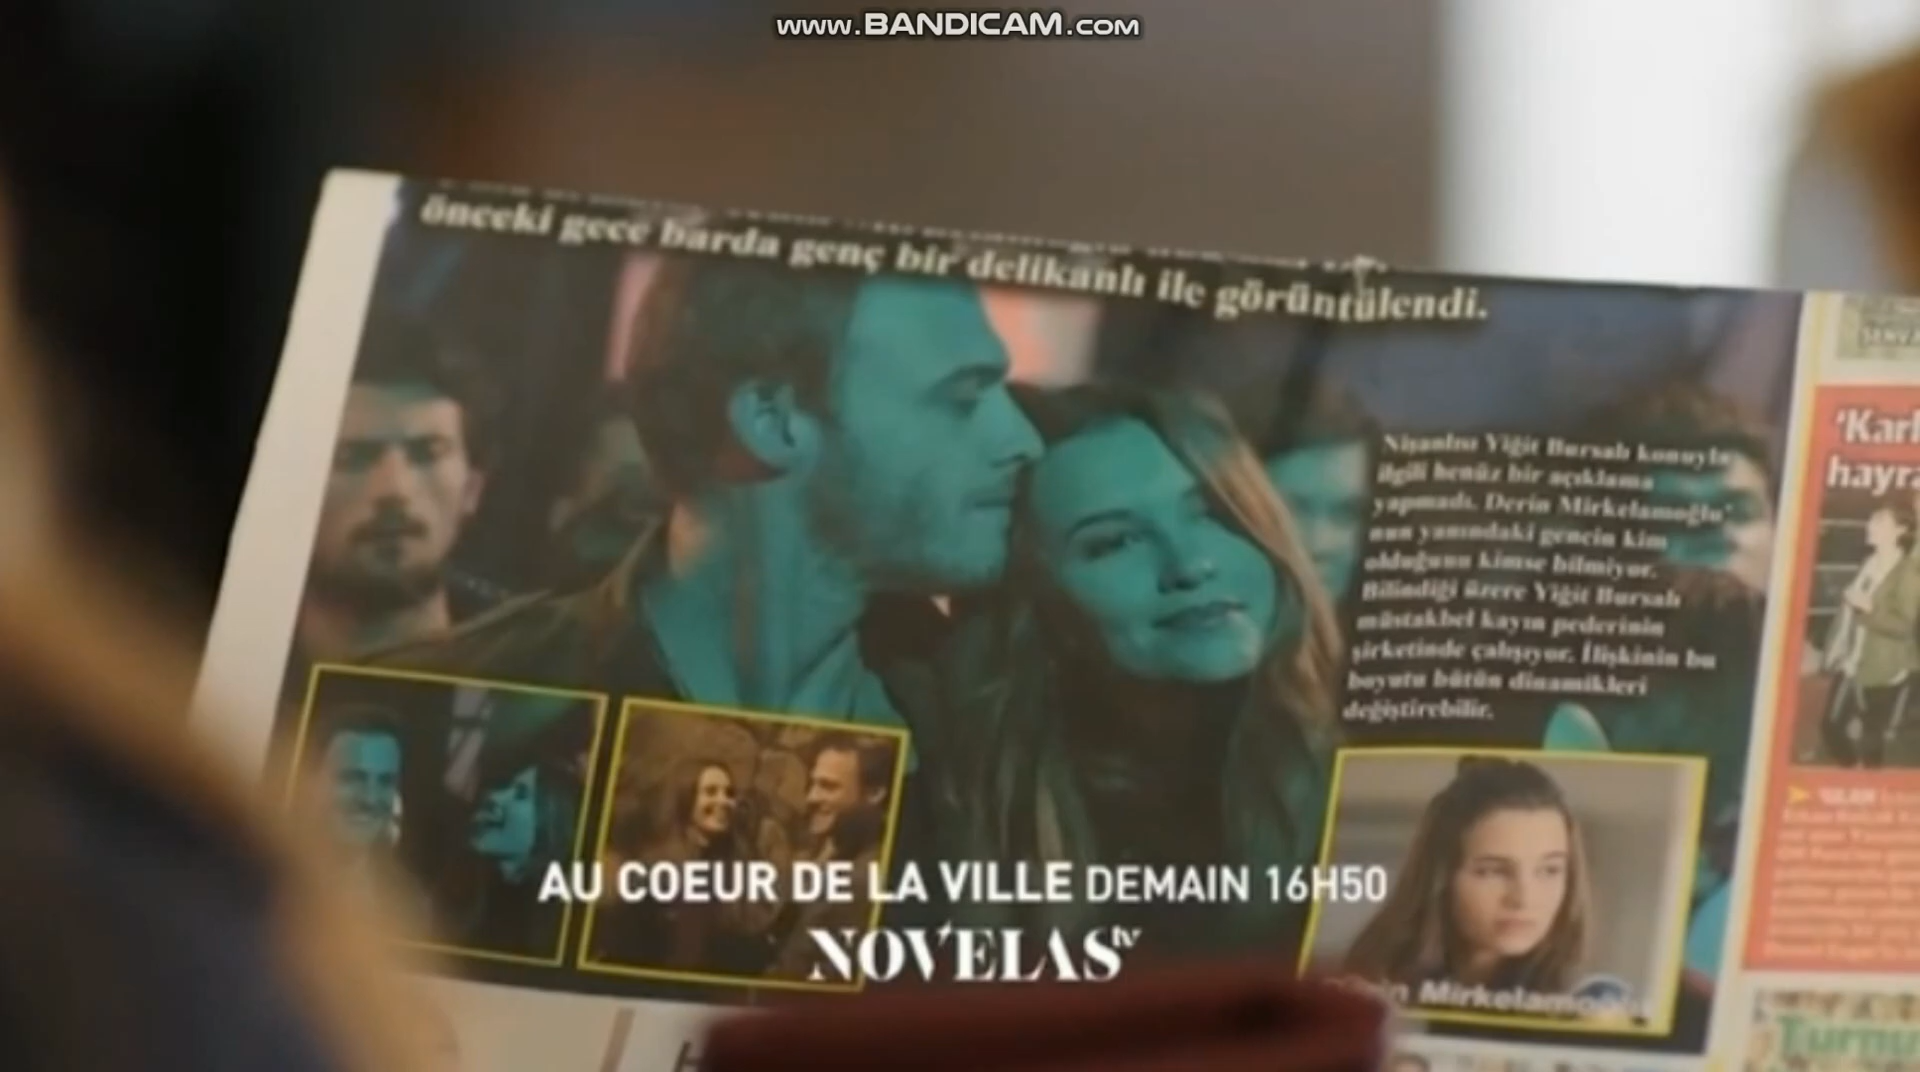 www.BANDICAM.com
önceki gece barda genç bir delikanlı ile görüntülendi.
Nişanlısı Yiğit Bursalı konuyla
ilgili henüz bir açıklama
yapmadı. Derin Mirkelamoğlu'
nun yanındaki gencin kim
olduğunu kimse bilmiyor.
Bilindiği üzere Yiğit Bursalı
müstakbel kayın pederinin
şirketinde çalışıyor. İlişkinin bu
boyutu bütün dinamikleri
değiştirebilir.
'Karl
hayra
AU COEUR DE LA VILLE DEMAIN 16H50
NOVELAS tv
Mirkelamoğlu